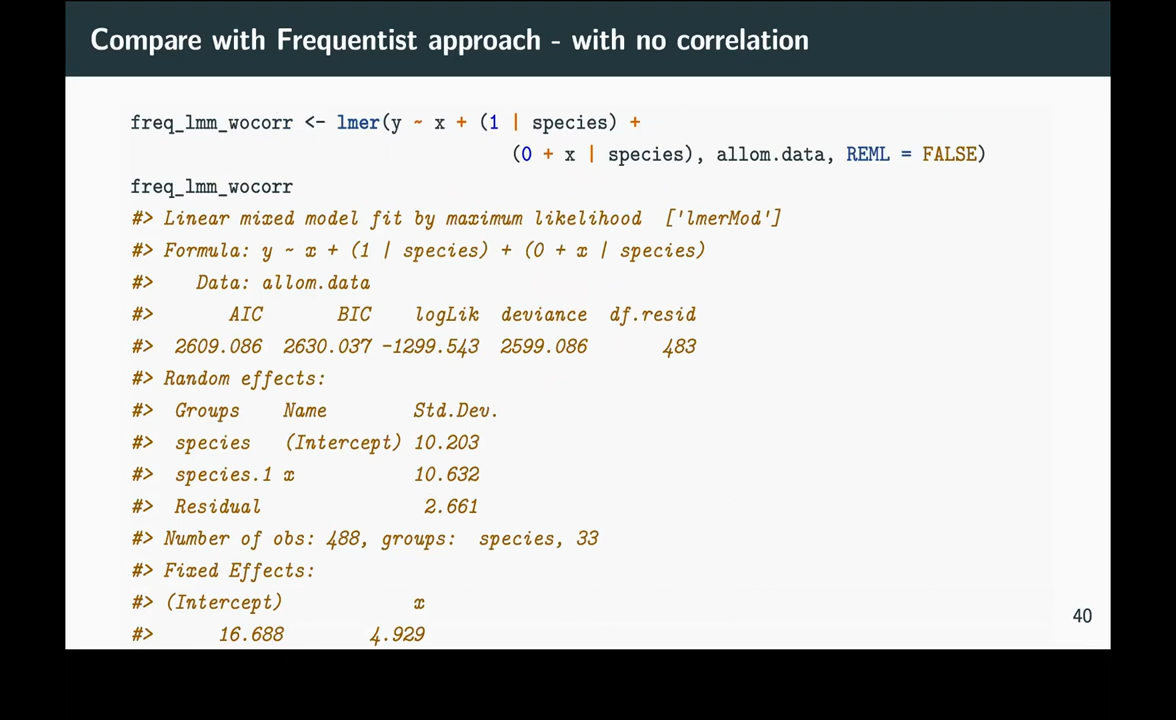 Compare with Frequentist approach - with no correlation
freq_lmm_wocorr <- lmer(y ~ x + (1 | species) +
(0 + x | species), allom.data, REML = FALSE)
freq_lmm_wocorr
#> Linear mixed model fit by maximum likelihood ['lmerMod']
#> Formula: y ~ x + (1 | species) + (0 + x | species)
#> Data: allom.data
#> AIC BIC logLik deviance df.resid
#> 2609.086 2630.037 -1299.543 2599.086 483
#> Random effects:
#> Groups Name Std.Dev.
#> species (Intercept) 10.203
#> species.1 x 10.632
#> Residual 2.661
#> Number of obs: 488, groups: species, 33
#> Fixed Effects:
#> (Intercept) x
#> 16.688 4.929
40